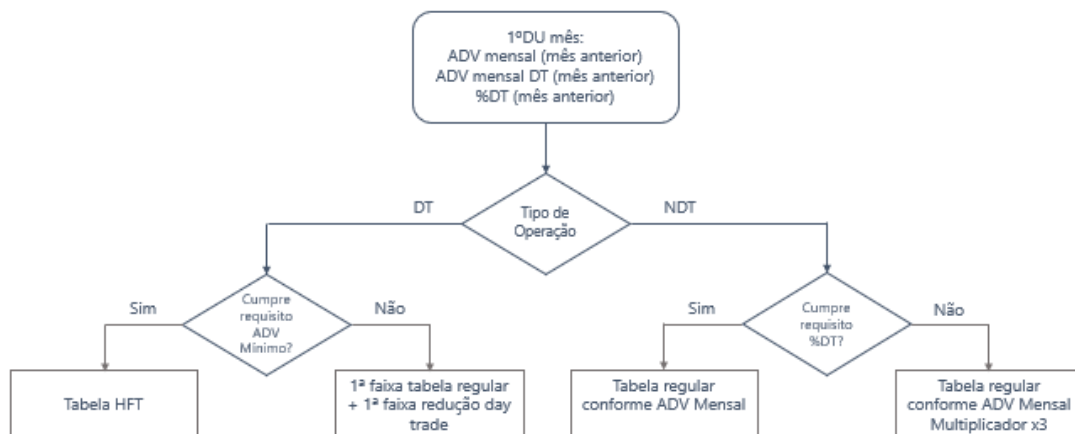 1ºDU mês:
ADV mensal (mês anterior)
ADV mensal DT (mês anterior)
%DT (mês anterior)
DT
Tipo de
Operação
NDT
Sim
Cumpre
requisito
ADV
Mínimo?
Não
Sim
Cumpre
requisito
%DT?
Não
Tabela HFT
1ª faixa tabela regular
+ 1ª faixa redução day
trade
Tabela regular
conforme ADV Mensal
Tabela regular
conforme ADV Mensal
Multiplicador x3